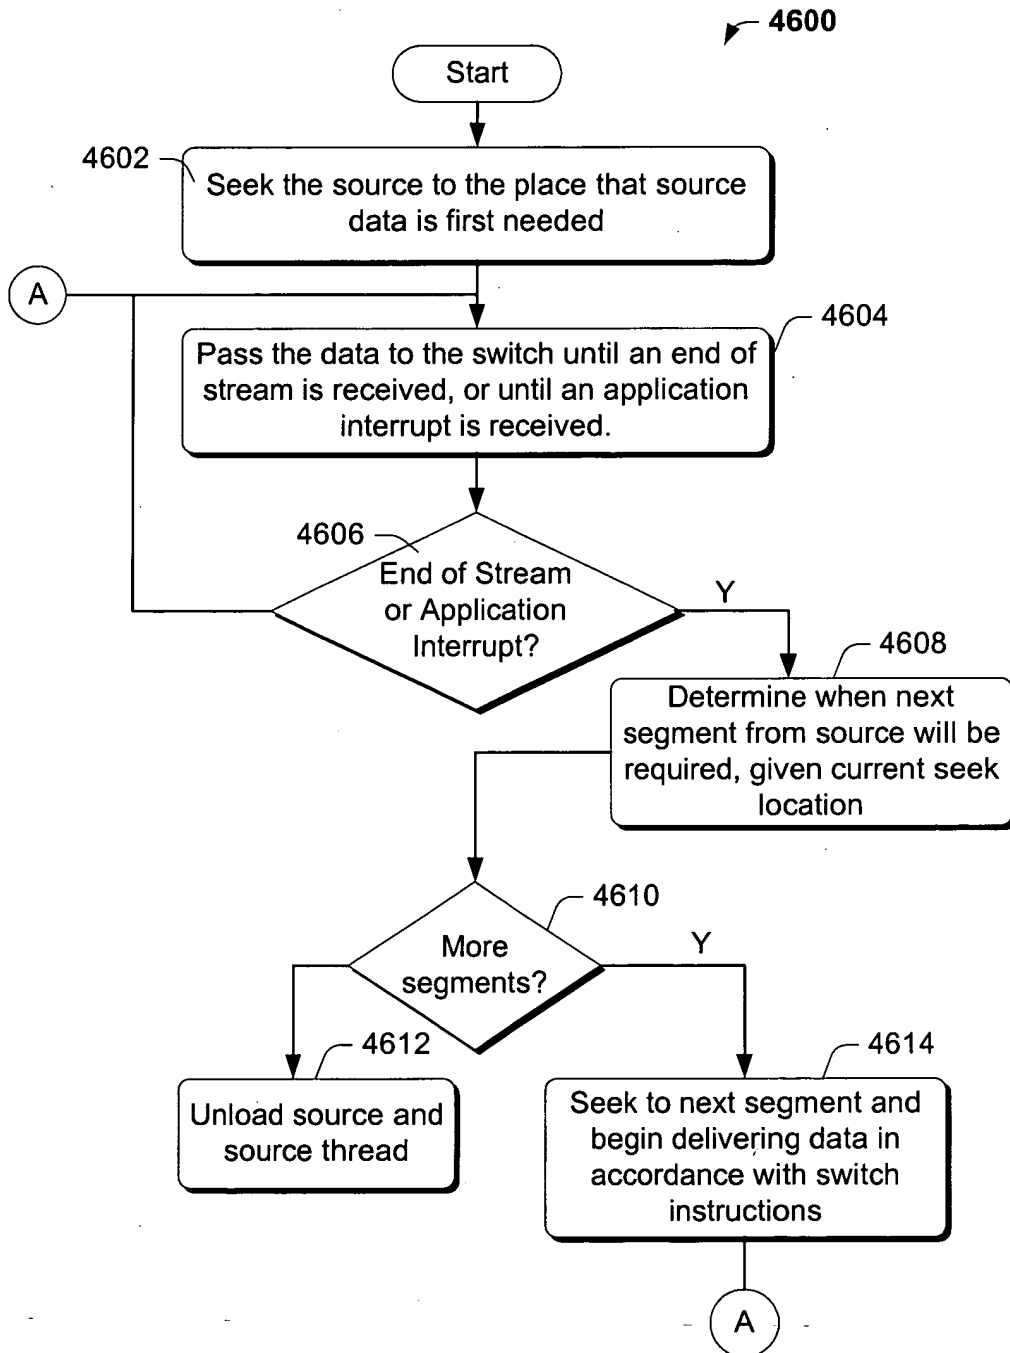 4600
Start
4602
Seek the source to the place that source
data is first needed
A
4604
Pass the data to the switch until an end of
stream is received, or until an application
interrupt is received.
4606
End of Stream
or Application
Interrupt?
Y
4608
Determine when next
segment from source will be
required, given current seek
location
4610
More
segments?
Y
4612
Unload source and
source thread
4614
Seek to next segment and
begin delivering data in
accordance with switch
instructions
A